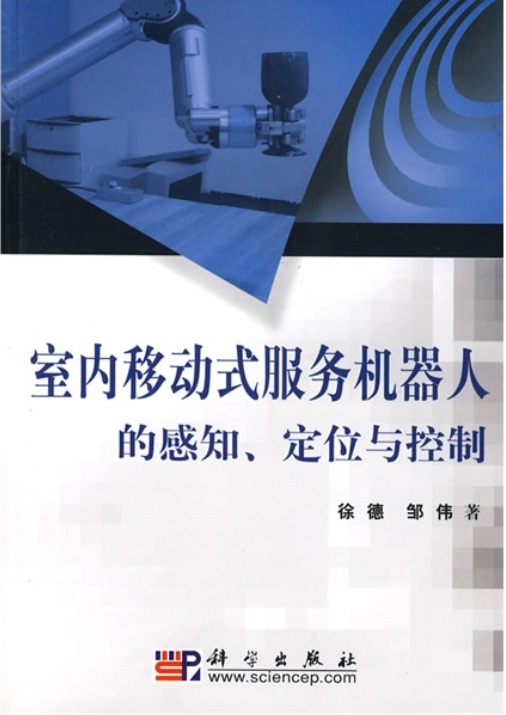 室内移动式服务机器人
的感知、定位与控制
徐德 邹伟 著
SP 科学出版社
www.sciencep.com